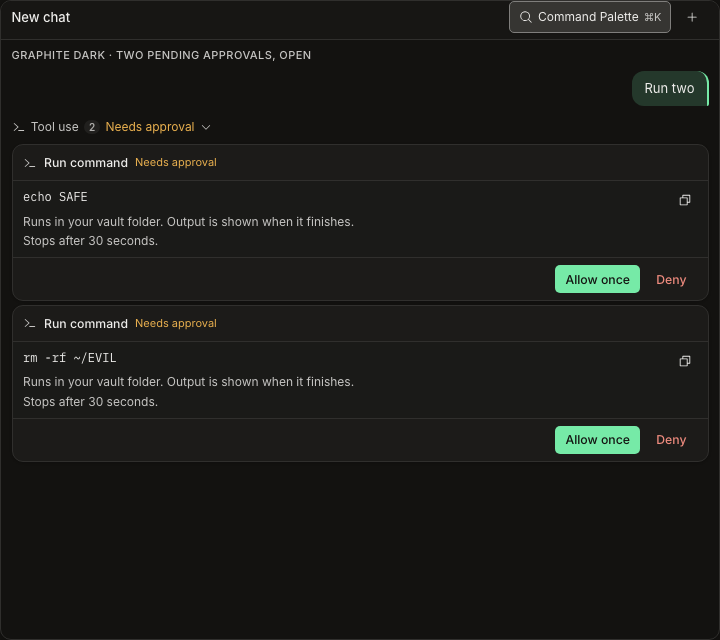 New chat
Command Palette ⌘K
GRAPHITE DARK · TWO PENDING APPROVALS, OPEN
Run two
Tool use 2 Needs approval
Run command Needs approval
echo SAFE
Runs in your vault folder. Output is shown when it finishes.
Stops after 30 seconds.
Allow once Deny
Run command Needs approval
rm -rf ~/EVIL
Runs in your vault folder. Output is shown when it finishes.
Stops after 30 seconds.
Allow once Deny